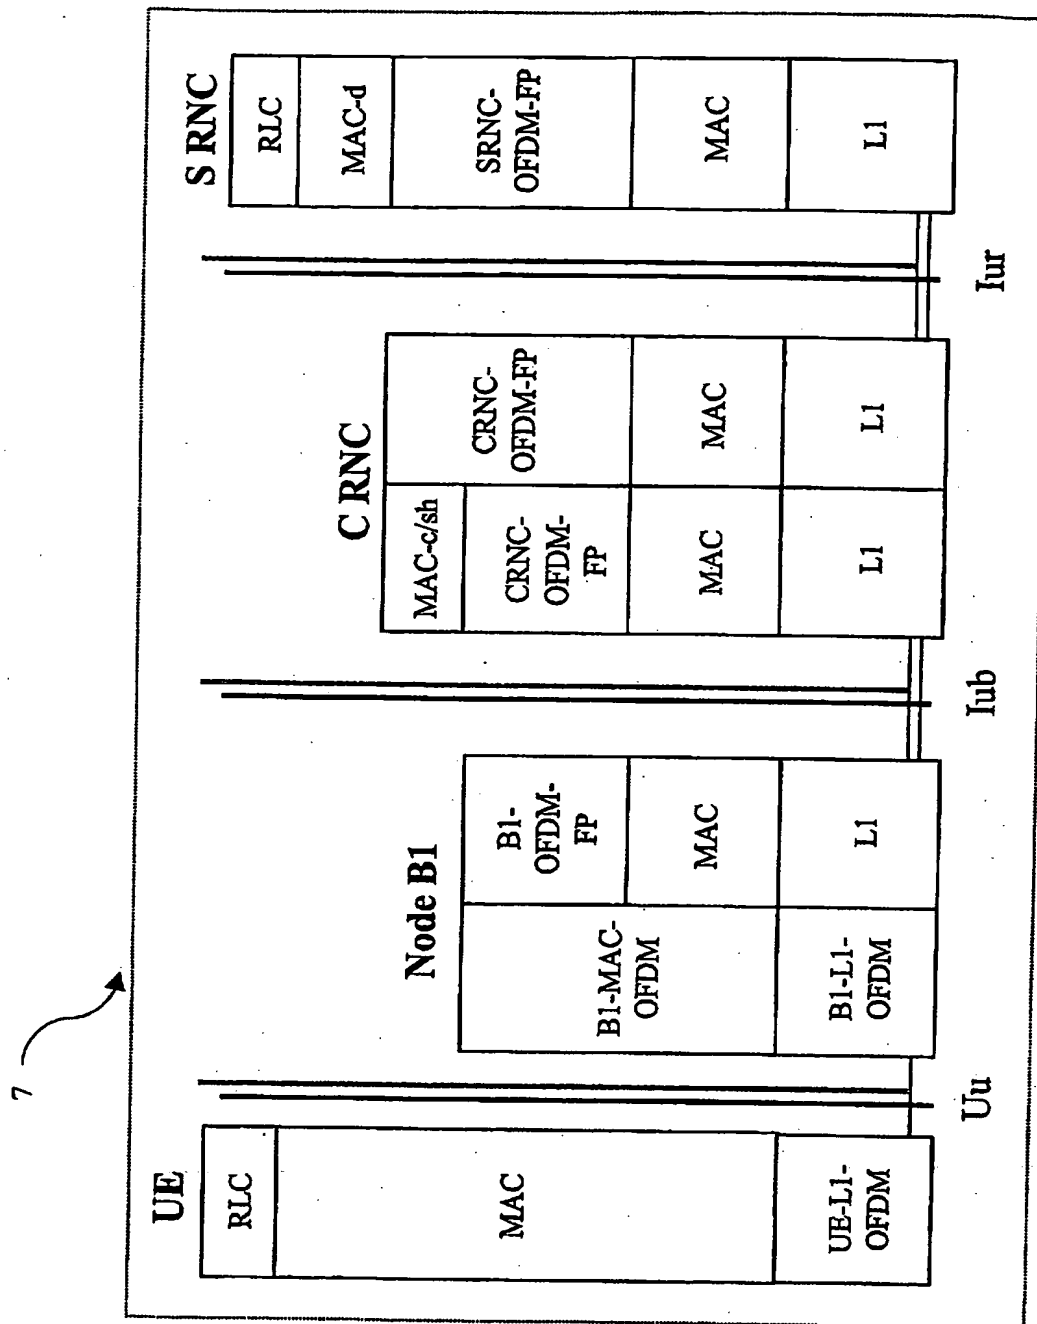 7
UE
RLC
MAC
UE-L1-
OFDM
Uu
Node B1
B1-MAC-
OFDM
B1-L1-
OFDM
B1-
OFDM-
FP
MAC
L1
Iub
C RNC
MAC-c/sh
CRNC-
OFDM-
FP
MAC
L1
CRNC-
OFDM-FP
MAC
L1
Iur
S RNC
RLC
MAC-d
SRNC-
OFDM-FP
MAC
L1